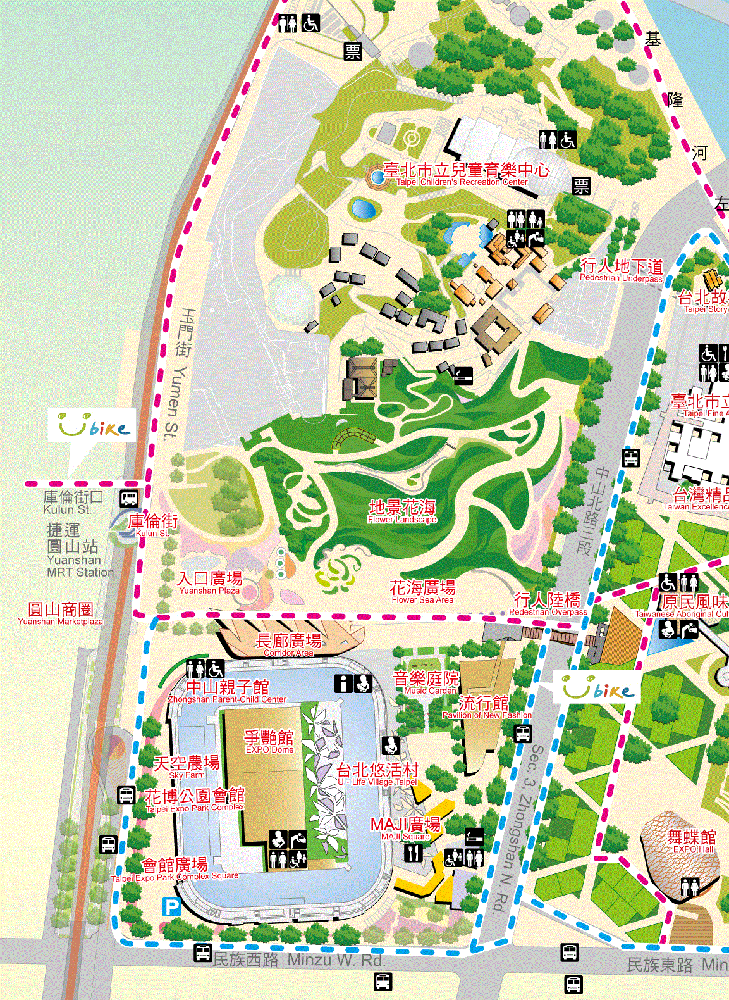 票
基
隆
河
左
臺北市立兒童育樂中心
Taipei Children's Recreation Center
票
行人地下道
Pedestrian Underpass
台北故
Taipei Story
玉門街 Yumen St.
臺北市立
Taipei Fine A
Ubike
中山北路三段
庫倫街口
Kulun St.
庫倫街
Kulun St.
捷運
圓山站
Yuanshan
MRT Station
地景花海
Flower Landscape
台灣精品
Taiwan Excellence
入口廣場
Yuanshan Plaza
花海廣場
Flower Sea Area
行人陸橋
Pedestrian Overpass
原民風味
Taiwanese Aboriginal Cul
圓山商圈
Yuanshan Marketplaza
長廊廣場
Corridor Area
中山親子館
Zhongshan Parent-Child Center
i
音樂庭院
Music Garden
流行館
Pavilion of New Fashion
Ubike
爭艷館
EXPO Dome
天空農場
Sky Farm
台北悠活村
U・Life Village Taipei
花博公園會館
Taipei Expo Park Complex
Sec. 3, Zhongshan N. Rd.
MAJI廣場
MAJI Square
舞蝶館
EXPO Hall
會館廣場
Taipei Expo Park Complex Square
P
民族西路 Minzu W. Rd.
民族東路 Min